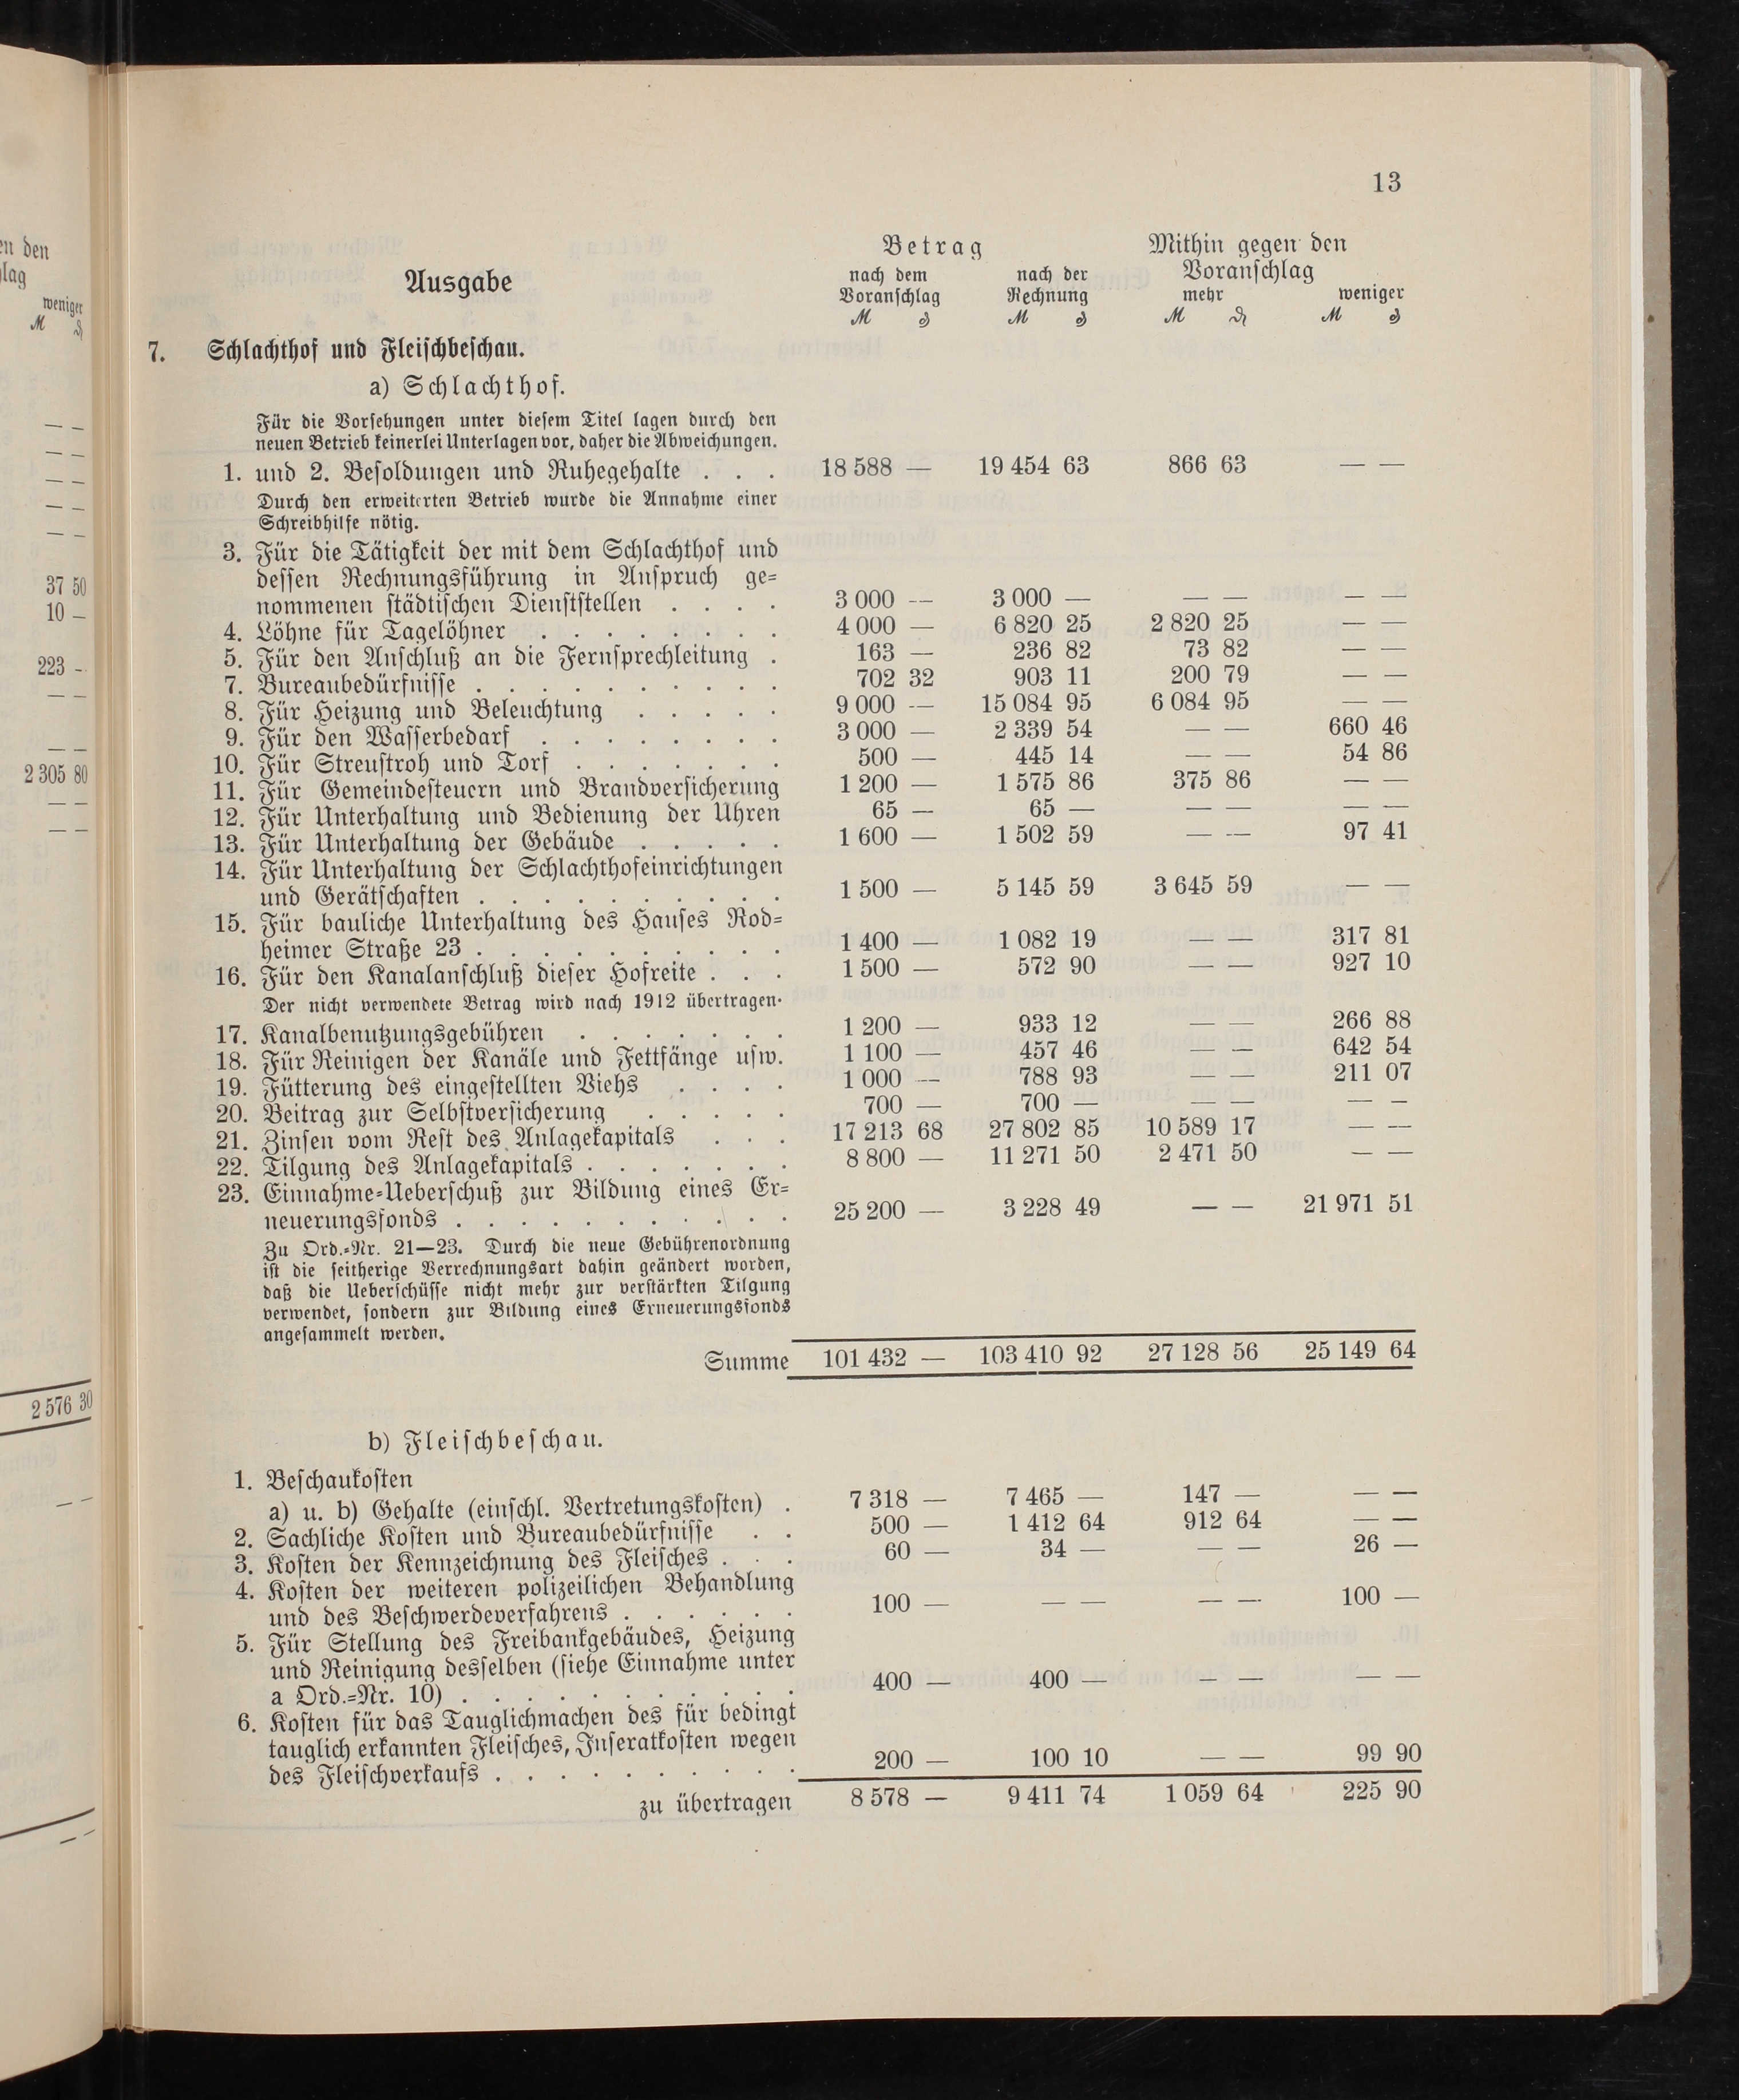 en den
lag
weniger
M ₰
— —
— —
— —
— —
— —
37 50
10 —
223 -
— —
— —
2 305 80
— —
— —
2 576 30
— —
— —
13
Ausgabe
Betrag
Mithin gegen den
Voranſchlag
nach dem
Voranſchlag
nach der
Rechnung
mehr
weniger
M ₰ M ₰ M ₰ M ₰
7. Schlachthof und Fleiſchbeſchau.
a) Schlachthof.
Für die Vorſehungen unter dieſem Titel lagen durch den
neuen Betrieb keinerlei Unterlagen vor, daher die Abweichungen.
1. und 2. Beſoldungen und Ruhegehalte . . . 18 588 — 19 454 63 866 63 — —
Durch den erweiterten Betrieb wurde die Annahme einer
Schreibhilfe nötig.
3. Für die Tätigkeit der mit dem Schlachthof und
deſſen Rechnungsführung in Anſpruch ge=
nommenen ſtädtiſchen Dienſtſtellen . . . . 3 000 — 3 000 — — — — —
4. Löhne für Tagelöhner . . . . . . . . 4 000 — 6 820 25 2 820 25 — —
5. Für den Anſchluß an die Fernſprechleitung . 163 — 236 82 73 82 — —
7. Bureaubedürfniſſe . . . . . . . . . . 702 32 903 11 200 79 — —
8. Für Heizung und Beleuchtung . . . . . 9 000 — 15 084 95 6 084 95 — —
9. Für den Waſſerbedarf . . . . . . . . 3 000 — 2 339 54 — — 660 46
10. Für Streuſtroh und Torf . . . . . . . 500 — 445 14 — — 54 86
11. Für Gemeindeſteuern und Brandverſicherung 1 200 — 1 575 86 375 86 — —
12. Für Unterhaltung und Bedienung der Uhren 65 — 65 — — — — —
13. Für Unterhaltung der Gebäude . . . . . 1 600 — 1 502 59 — — 97 41
14. Für Unterhaltung der Schlachthofeinrichtungen
und Gerätſchaften . . . . . . . . . . 1 500 — 5 145 59 3 645 59 — —
15. Für bauliche Unterhaltung des Hauſes Rod=
heimer Straße 23 . . . . . . . . . . 1 400 — 1 082 19 — — 317 81
16. Für den Kanalanſchluß dieſer Hofreite . . . 1 500 — 572 90 — — 927 10
Der nicht verwendete Betrag wird nach 1912 übertragen.
17. Kanalbenutzungsgebühren . . . . . . . 1 200 — 933 12 — — 266 88
18. Für Reinigen der Kanäle und Fettfänge uſw. 1 100 — 457 46 — — 642 54
19. Fütterung des eingeſtellten Viehs . . . . 1 000 — 788 93 — — 211 07
20. Beitrag zur Selbſtverſicherung . . . . . 700 — 700 — — — — —
21. Zinſen vom Reſt des Anlagekapitals . . . 17 213 68 27 802 85 10 589 17 — —
22. Tilgung des Anlagekapitals . . . . . . . 8 800 — 11 271 50 2 471 50 — —
23. Einnahme=Ueberſchuß zur Bildung eines Er=
neuerungsfonds . . . . . . . . . . . 25 200 — 3 228 49 — — 21 971 51
Zu Ord.=Nr. 21—23. Durch die neue Gebührenordnung
iſt die ſeitherige Verrechnungsart dahin geändert worden,
daß die Ueberſchüſſe nicht mehr zur verſtärkten Tilgung
verwendet, ſondern zur Bildung eines Erneuerungsfonds
angeſammelt werden.
Summe 101 432 — 103 410 92 27 128 56 25 149 64
b) Fleiſchbeſchau.
1. Beſchaukoſten
a) u. b) Gehalte (einſchl. Vertretungskoſten) . 7 318 — 7 465 — 147 — — —
2. Sachliche Koſten und Bureaubedürfniſſe . . 500 — 1 412 64 912 64 — —
3. Koſten der Kennzeichnung des Fleiſches . . . 60 — 34 — — — 26 —
4. Koſten der weiteren polizeilichen Behandlung
und des Beſchwerdeverfahrens . . . . . . 100 — — — — — 100 —
5. Für Stellung des Freibankgebäudes, Heizung
und Reinigung desſelben (ſiehe Einnahme unter
a Ord.=Nr. 10) . . . . . . . . . . . 400 — 400 — — — — —
6. Koſten für das Tauglichmachen des für bedingt
tauglich erkannten Fleiſches, Inſeratkoſten wegen
des Fleiſchverkaufs . . . . . . . . . . 200 — 100 10 — — 99 90
zu übertragen 8 578 — 9 411 74 1 059 64 225 90